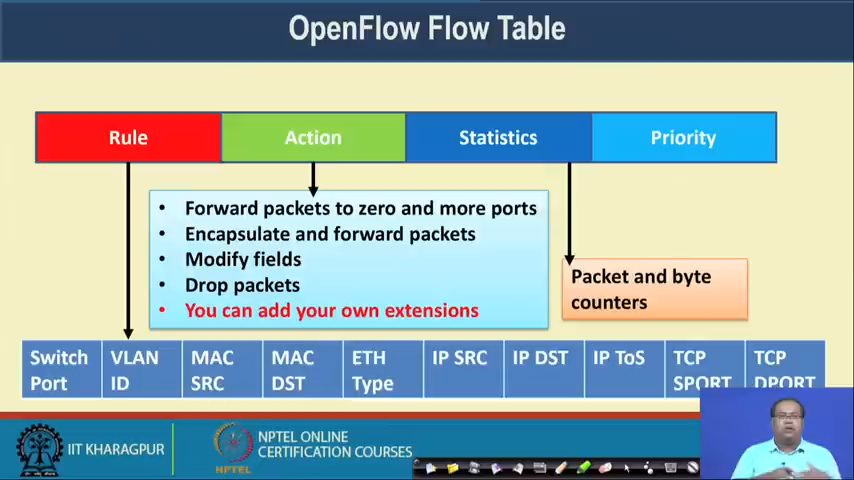 OpenFlow Flow Table
Rule
Action
Statistics
Priority
• Forward packets to zero and more ports
• Encapsulate and forward packets
• Modify fields
• Drop packets
• You can add your own extensions
Packet and byte
counters
Switch
Port
VLAN
ID
MAC
SRC
MAC
DST
ETH
Type
IP SRC
IP DST
IP ToS
TCP
SPORT
TCP
DPORT
IIT KHARAGPUR
NPTEL
NPTEL ONLINE
CERTIFICATION COURSES